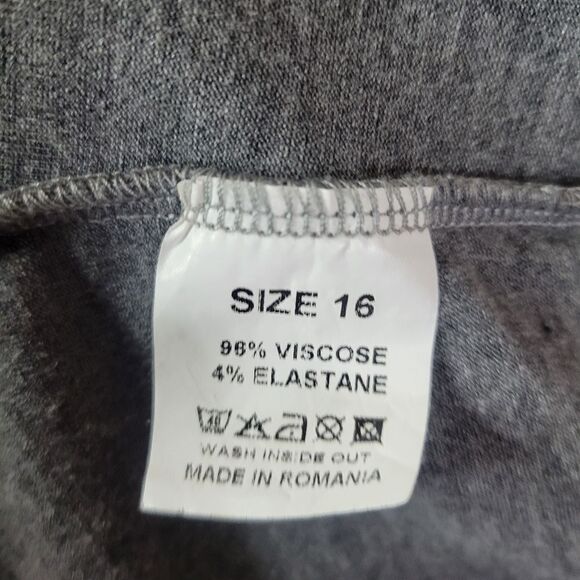 SIZE 16
96% VISCOSE
4% ELASTANE
WASH INSIDE OUT
MADE IN ROMANIA